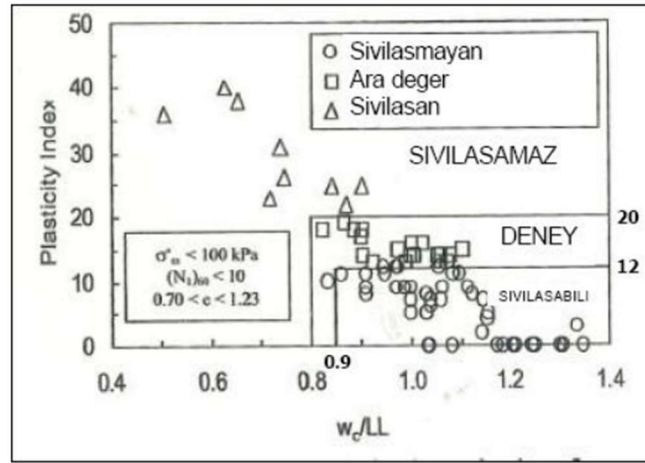 50
40
30
20
10
0
Plasticity Index
Sivilasmayan
Ara deger
Sivilasan
SIVILASAMAZ
20
DENEY
12
SIVILASABILI
< 100 kPa
(N₁)₆₀ < 10
0.70 < e < 1.23
0.9
0.4 0.6 0.8 1.0 1.2 1.4
w_c/LL